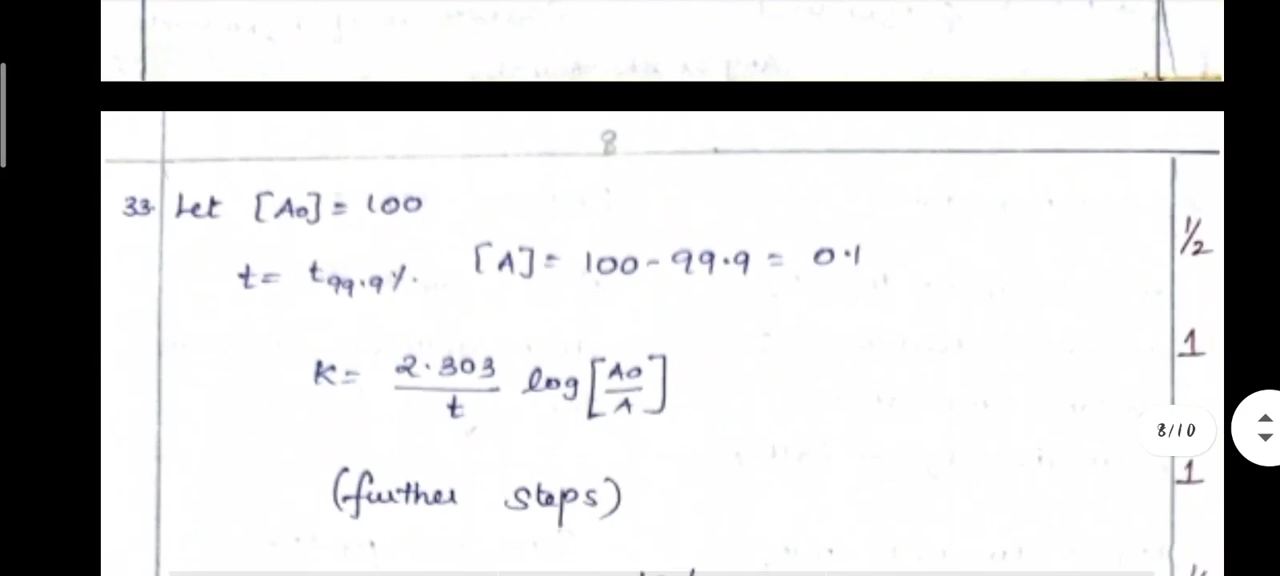 8
33. Let [A₀] = 100
t = t₉₉.₉%. [A] = 100 - 99.9 = 0.1
1/2
K = 2.303/t log [A₀/A]
1
8/10
(further steps)
1